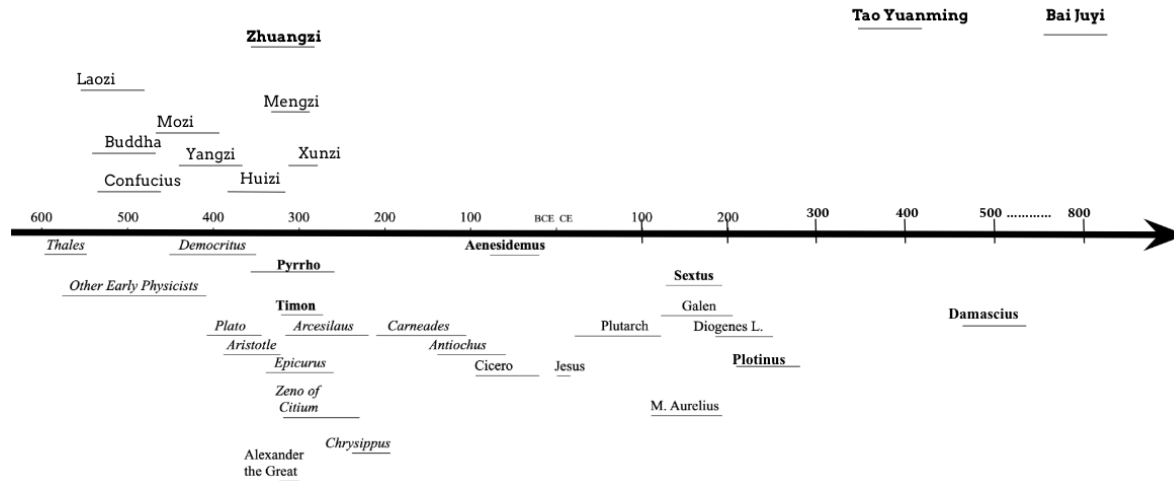 Tao Yuanming
Bai Juyi
Zhuangzi
Laozi
Mengzi
Mozi
Buddha
Yangzi
Xunzi
Confucius
Huizi
600 500 400 300 200 100 BCE CE 100 200 300 400 500 ............ 800
Thales
Democritus
Aenesidemus
Pyrrho
Sextus
Other Early Physicists
Timon
Galen
Damascius
Plato
Arcesilaus
Carneades
Plutarch
Diogenes L.
Aristotle
Antiochus
Epicurus
Cicero
Jesus
Plotinus
Zeno of
Citium
M. Aurelius
Chrysippus
Alexander
the Great